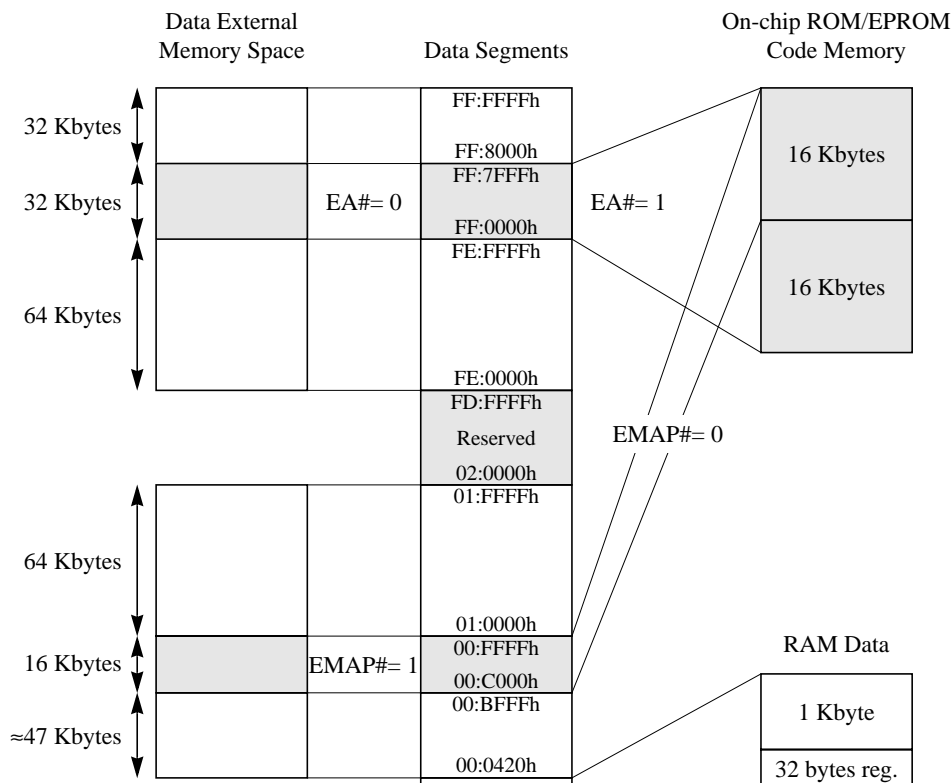 Data External
Memory Space
Data Segments
On-chip ROM/EPROM
Code Memory
32 Kbytes
FF:FFFFh
FF:8000h
16 Kbytes
32 Kbytes
EA#= 0
FF:7FFFh
FF:0000h
EA#= 1
16 Kbytes
64 Kbytes
FE:FFFFh
FE:0000h
FD:FFFFh
Reserved
02:0000h
EMAP#= 0
64 Kbytes
01:FFFFh
01:0000h
16 Kbytes
EMAP#= 1
00:FFFFh
00:C000h
RAM Data
≈47 Kbytes
00:BFFFh
00:0420h
1 Kbyte
32 bytes reg.